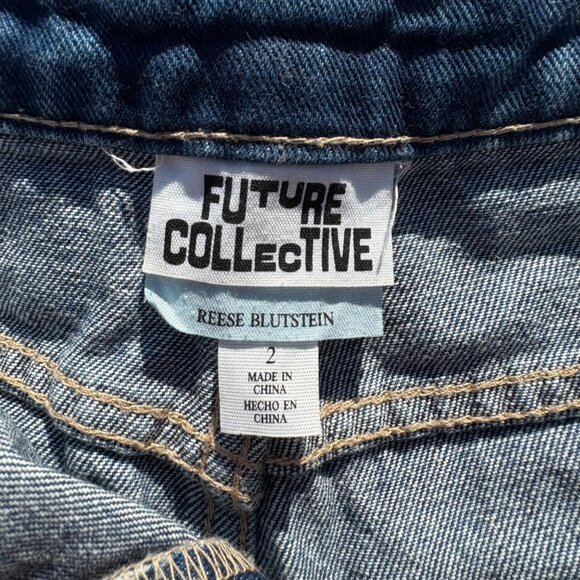 FUTURE
COLLECTIVE
REESE BLUTSTEIN
2
MADE IN
CHINA
HECHO EN
CHINA